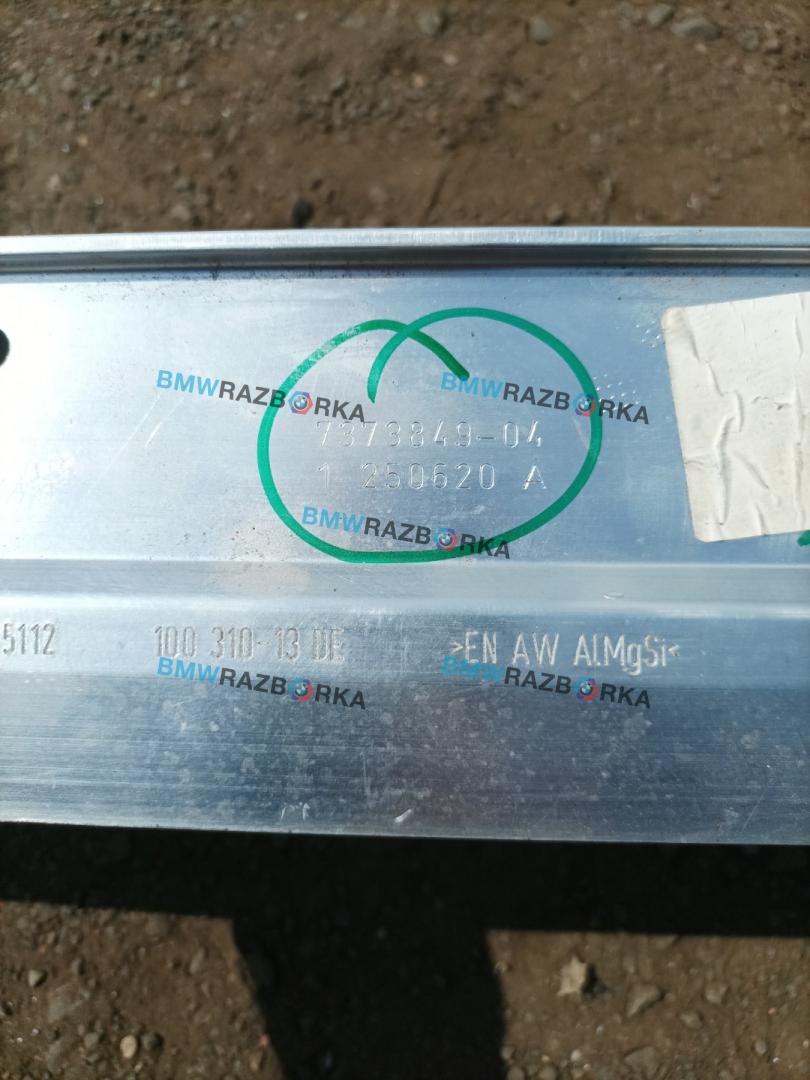 BMWRAZBORKA BMWRAZBORKA
7373849-04
1 250620 A
BMWRAZBORKA
5112 100 310-13 DE >EN AW AlMgSi<
BMWRAZBORKA BMWRAZBORKA